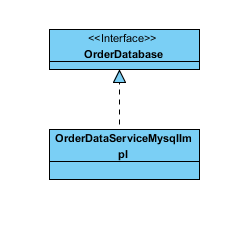 <<Interface>>
OrderDatabase
OrderDataServiceMysqlIm
pl